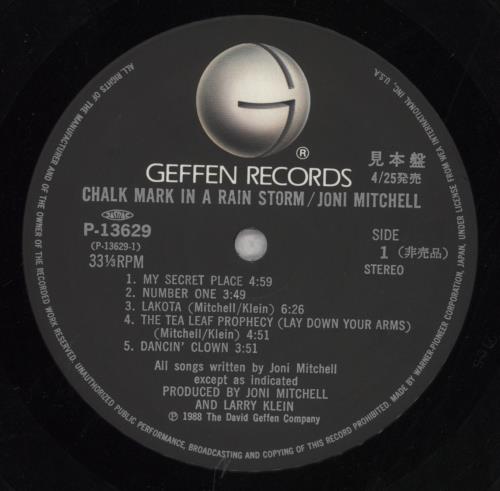 ®
GEFFEN RECORDS
見本盤
4/25発売
CHALK MARK IN A RAIN STORM/JONI MITCHELL
JASRAC
P-13629
(P-13629-1)
33⅓RPM
SIDE
1 (非売品)
STEREO
1. MY SECRET PLACE 4:59
2. NUMBER ONE 3:49
3. LAKOTA (Mitchell/Klein) 6:26
4. THE TEA LEAF PROPHECY (LAY DOWN YOUR ARMS)
(Mitchell/Klein) 4:51
5. DANCIN' CLOWN 3:51
All songs written by Joni Mitchell
except as indicated
PRODUCED BY JONI MITCHELL
AND LARRY KLEIN
℗ 1988 The David Geffen Company
ALL RIGHTS OF THE MANUFACTURER AND OF THE OWNER OF THE RECORDED WORK RESERVED. UNAUTHORIZED PUBLIC PERFORMANCE, BROADCASTING AND COPYING OF THIS RECORD PROHIBITED. MADE BY WARNER-PIONEER CORPORATION, JAPAN, UNDER LICENSE FROM WEA INTERNATIONAL INC., U.S.A.